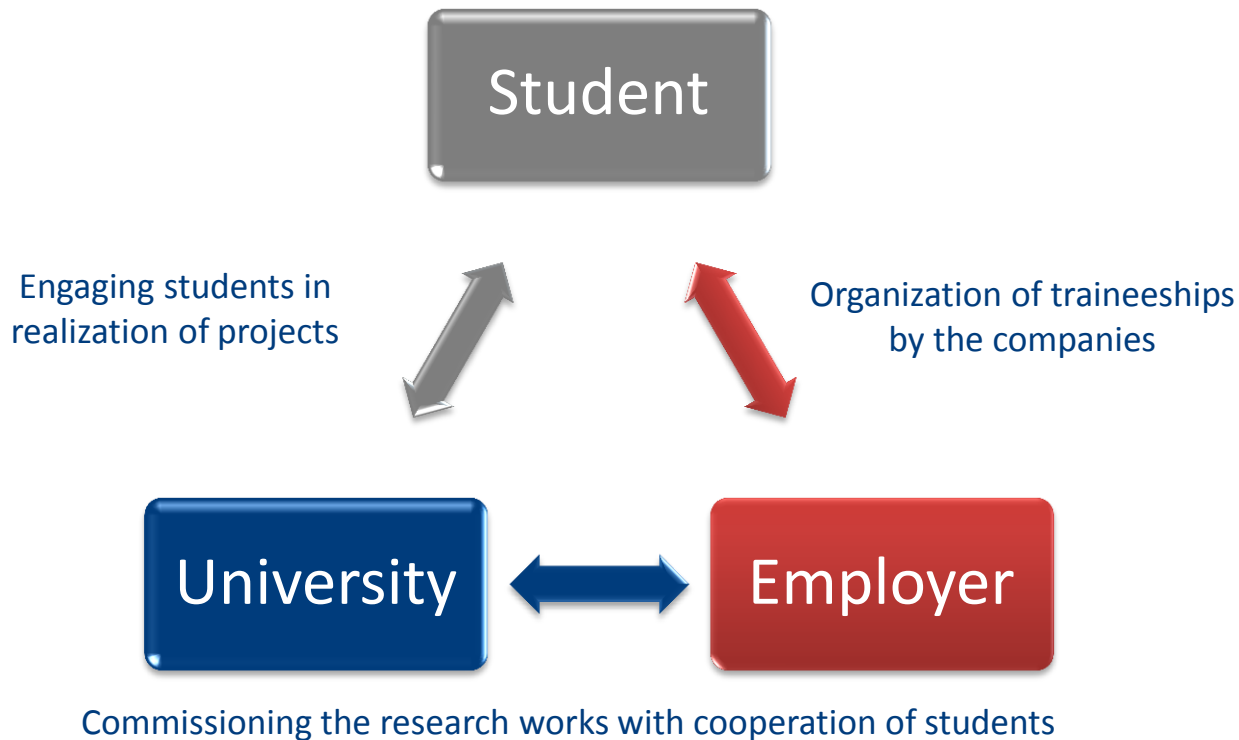 Student
Engaging students in
realization of projects
Organization of traineeships
by the companies
University
Employer
Commissioning the research works with cooperation of students